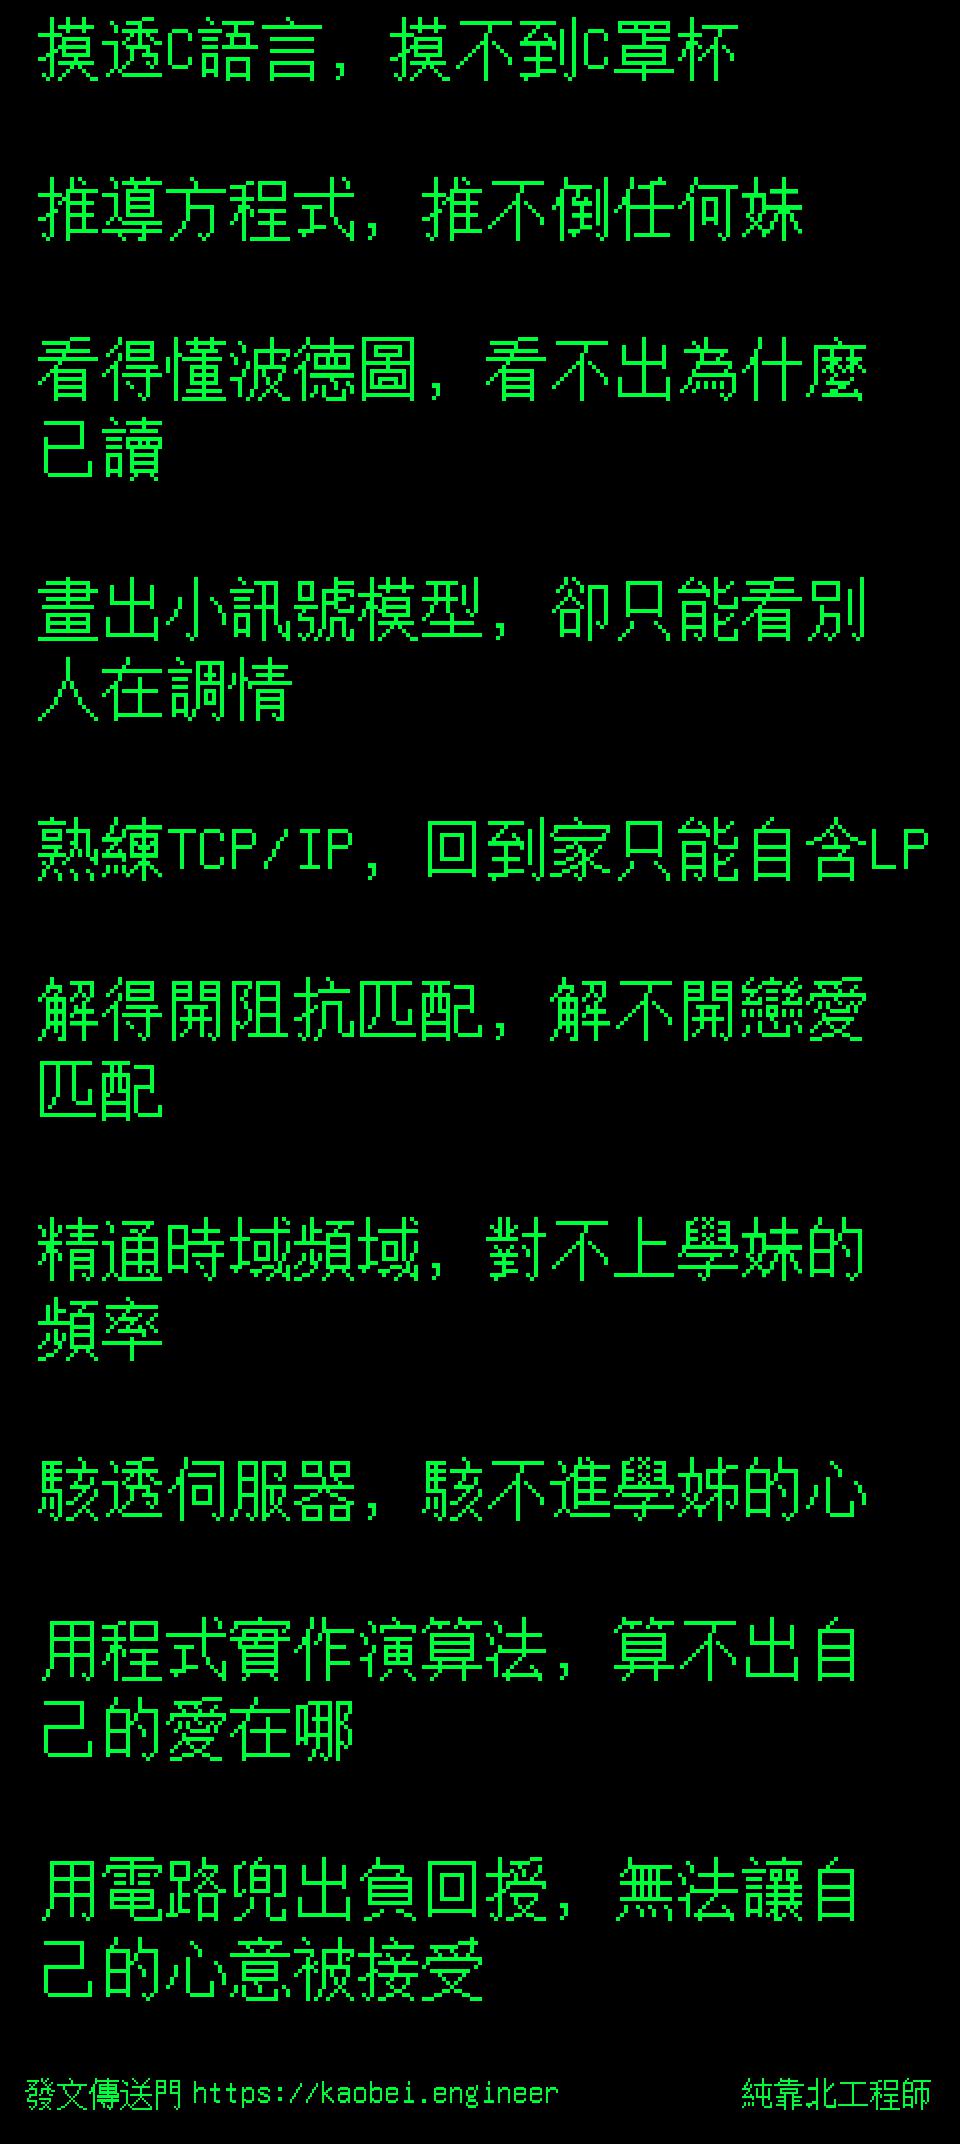 摸透C語言, 摸不到C罩杯
推導方程式, 推不倒任何妹
看得懂波德圖, 看不出為什麼
已讀
畫出小訊號模型, 卻只能看別
人在調情
熟練TCP/IP, 回到家只能自含LP
解得開阻抗匹配, 解不開戀愛
匹配
精通時域頻域, 對不上學妹的
頻率
駭透伺服器, 駭不進學姊的心
用程式實作演算法, 算不出自
己的愛在哪
用電路兜出負回授, 無法讓自
己的心意被接受
發文傳送門 https://kaobei.engineer
純靠北工程師